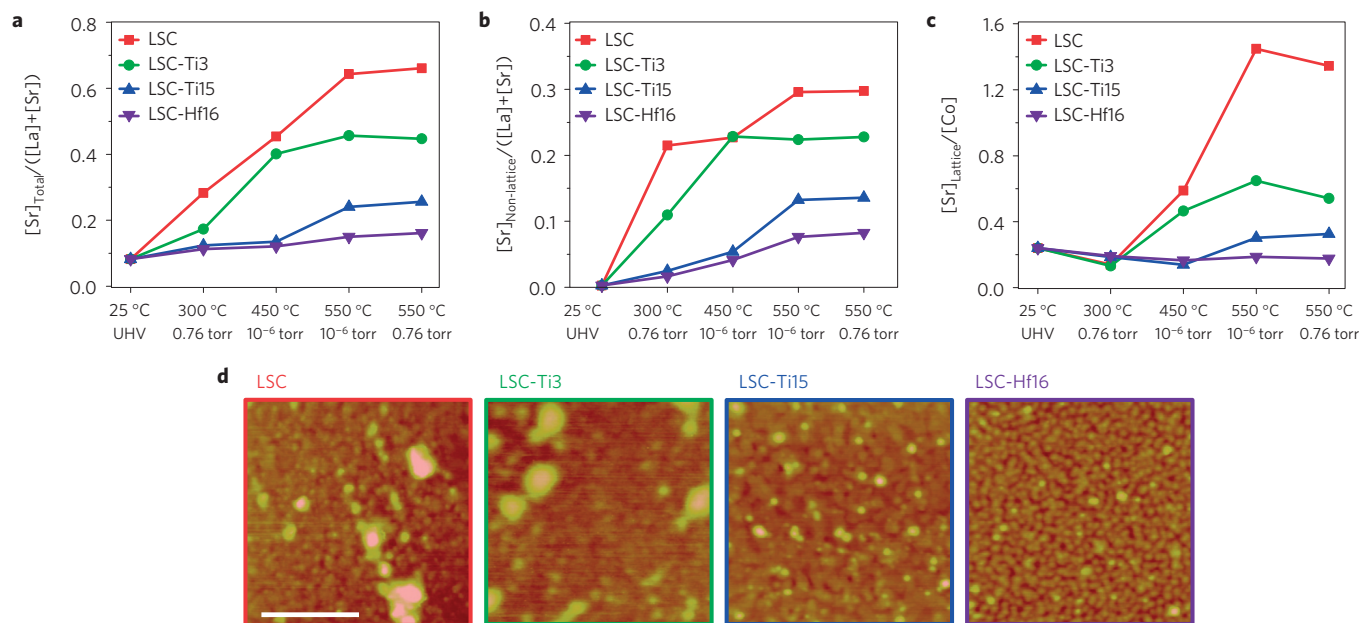 a
[Sr]Total/([La]+[Sr])
0.8
0.6
0.4
0.2
0.0
LSC
LSC-Ti3
LSC-Ti15
LSC-Hf16
25 °C 300 °C 450 °C 550 °C 550 °C
UHV 0.76 torr 10⁻⁶ torr 10⁻⁶ torr 0.76 torr
b
[Sr]Non-lattice/([La]+[Sr])
0.4
0.3
0.2
0.1
0.0
LSC
LSC-Ti3
LSC-Ti15
LSC-Hf16
25 °C 300 °C 450 °C 550 °C 550 °C
UHV 0.76 torr 10⁻⁶ torr 10⁻⁶ torr 0.76 torr
c
[Sr]Lattice/[Co]
1.6
1.2
0.8
0.4
0.0
LSC
LSC-Ti3
LSC-Ti15
LSC-Hf16
25 °C 300 °C 450 °C 550 °C 550 °C
UHV 0.76 torr 10⁻⁶ torr 10⁻⁶ torr 0.76 torr
d
LSC
LSC-Ti3
LSC-Ti15
LSC-Hf16